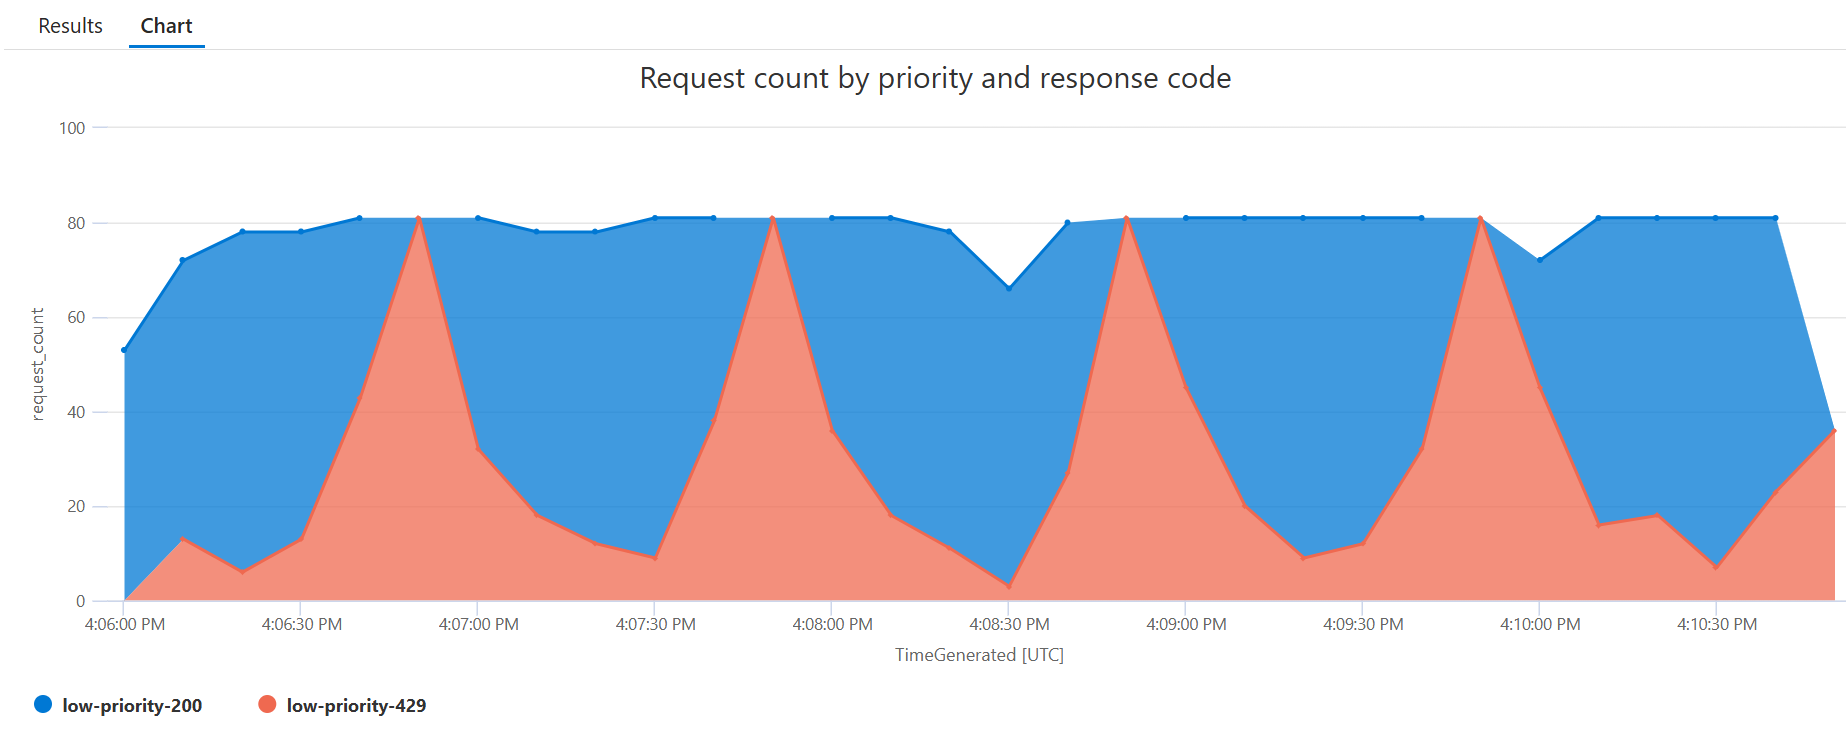 Results Chart
Request count by priority and response code
100
80
60
40
20
0
request_count
4:06:00 PM 4:06:30 PM 4:07:00 PM 4:07:30 PM 4:08:00 PM 4:08:30 PM 4:09:00 PM 4:09:30 PM 4:10:00 PM 4:10:30 PM
TimeGenerated [UTC]
low-priority-200 low-priority-429